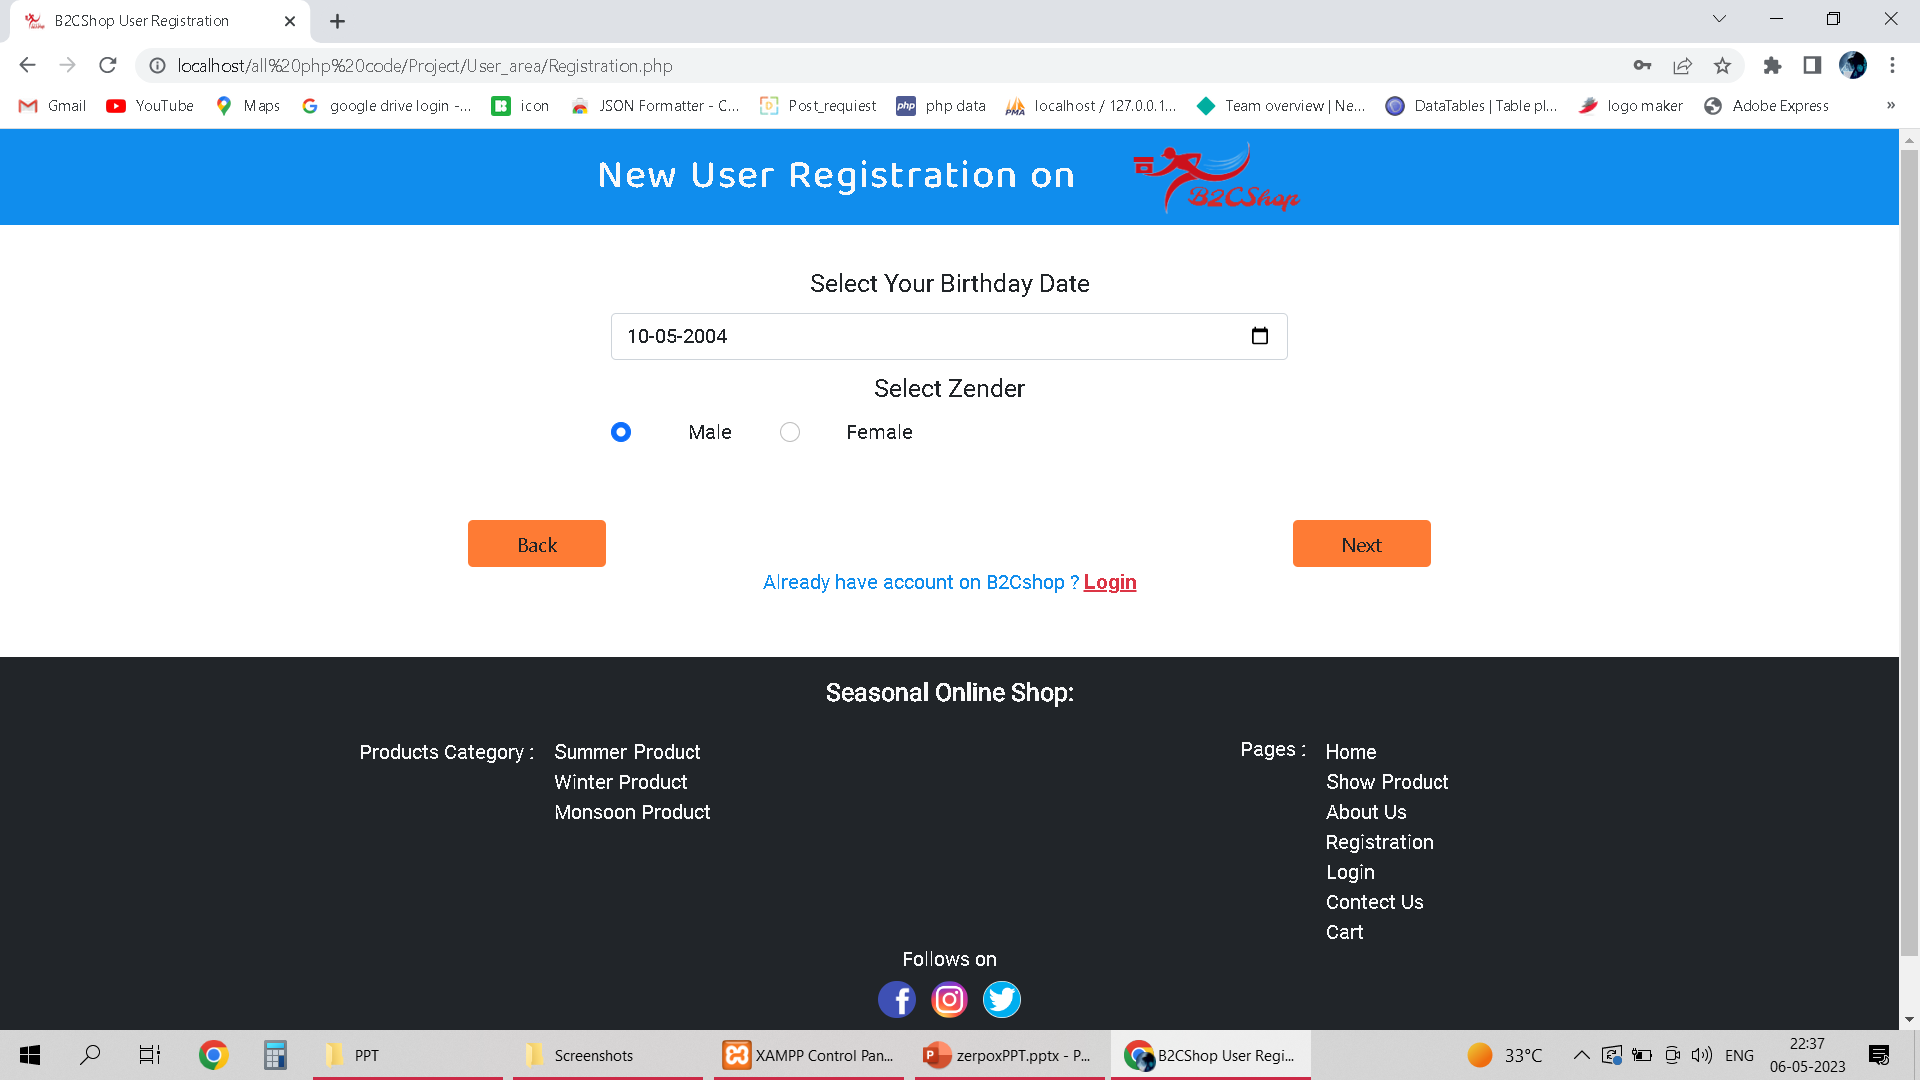 B2CShop User Registration
localhost/all%20php%20code/Project/User_area/Registration.php
Gmail YouTube Maps google drive login -... icon JSON Formatter - C... Post_requiest php php data PMA localhost / 127.0.0.1... Team overview | Ne... DataTables | Table pl... logo maker Adobe Express »
New User Registration on B2CShop
Select Your Birthday Date
10-05-2004
Select Zender
Male Female
Back Next
Already have account on B2Cshop ? Login
Seasonal Online Shop:
Products Category : Summer Product
Winter Product
Monsoon Product
Pages : Home
Show Product
About Us
Registration
Login
Contect Us
Cart
Follows on
PPT Screenshots XAMPP Control Pan... zerpoxPPT.pptx - P... B2CShop User Regi... 33°C ENG
22:37
06-05-2023